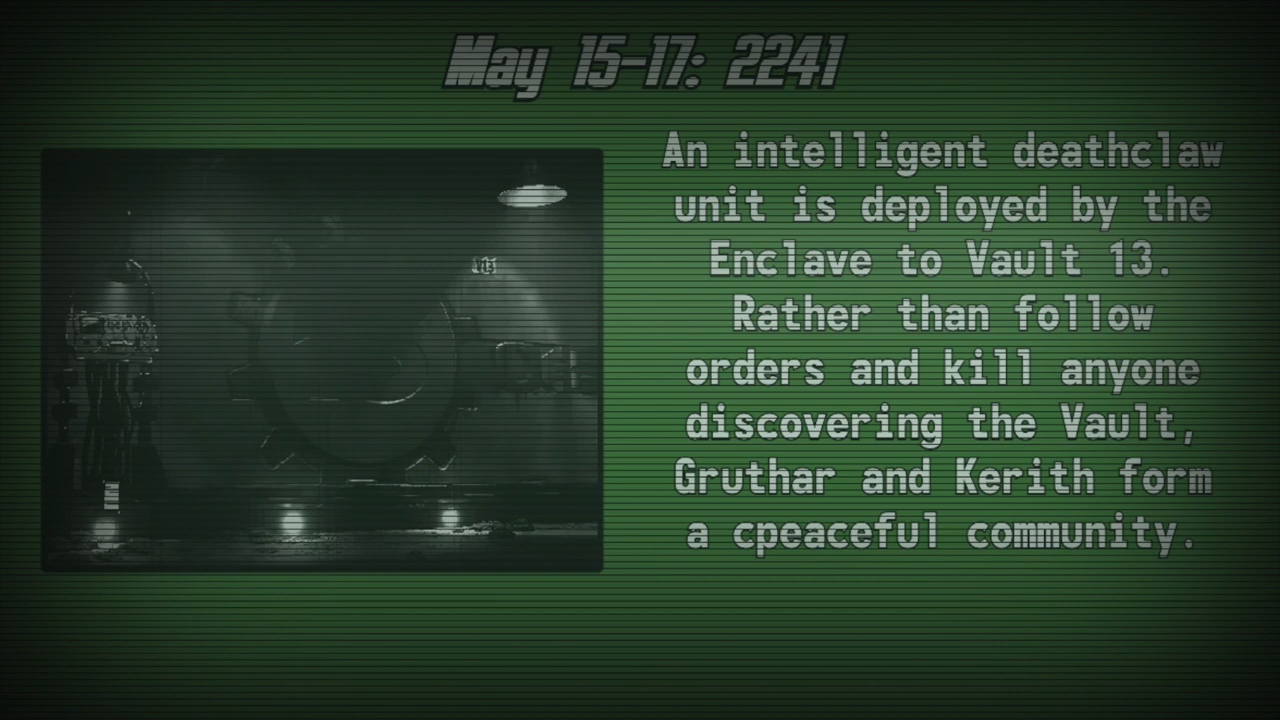 May 15-17: 2241
An intelligent deathclaw
unit is deployed by the
Enclave to Vault 13.
Rather than follow
orders and kill anyone
discovering the Vault,
Gruthar and Kerith form
a cpeaceful community.
13